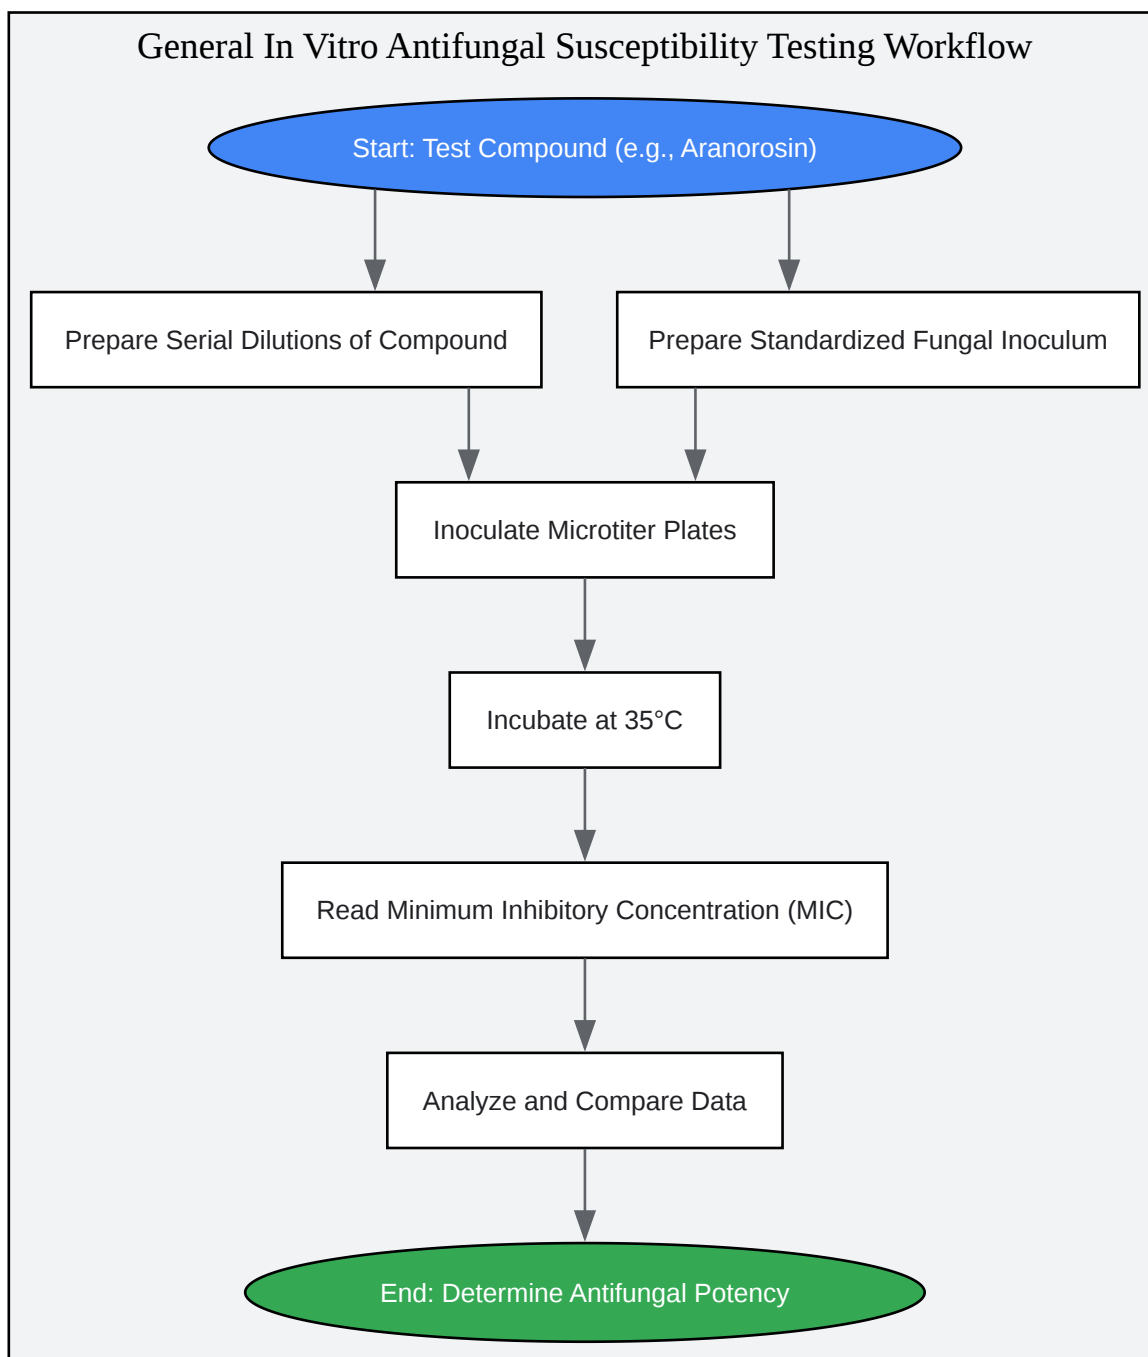 General In Vitro Antifungal Susceptibility Testing Workflow
Start: Test Compound (e.g., Aranorosin)
Prepare Serial Dilutions of Compound
Prepare Standardized Fungal Inoculum
Inoculate Microtiter Plates
Incubate at 35°C
Read Minimum Inhibitory Concentration (MIC)
Analyze and Compare Data
End: Determine Antifungal Potency